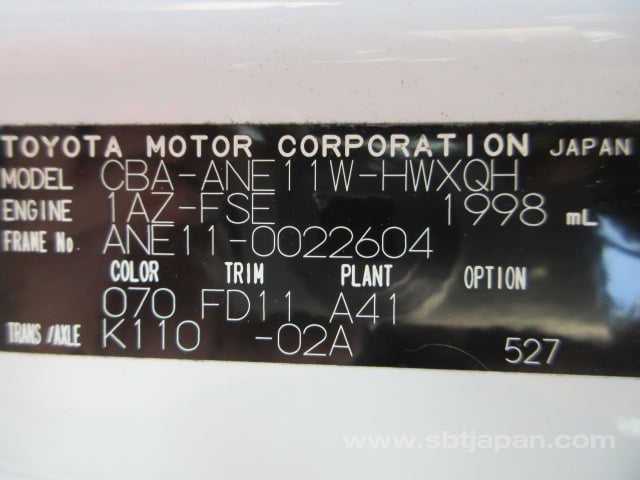 TOYOTA MOTOR CORPORATION JAPAN
MODEL CBA-ANE11W-HWXQH
ENGINE 1AZ-FSE 1998 mL
FRAME No ANE11-0022604
COLOR TRIM PLANT OPTION
070 FD11 A41
TRANS/AXLE K110 -02A 527
www.sbtjapan.com